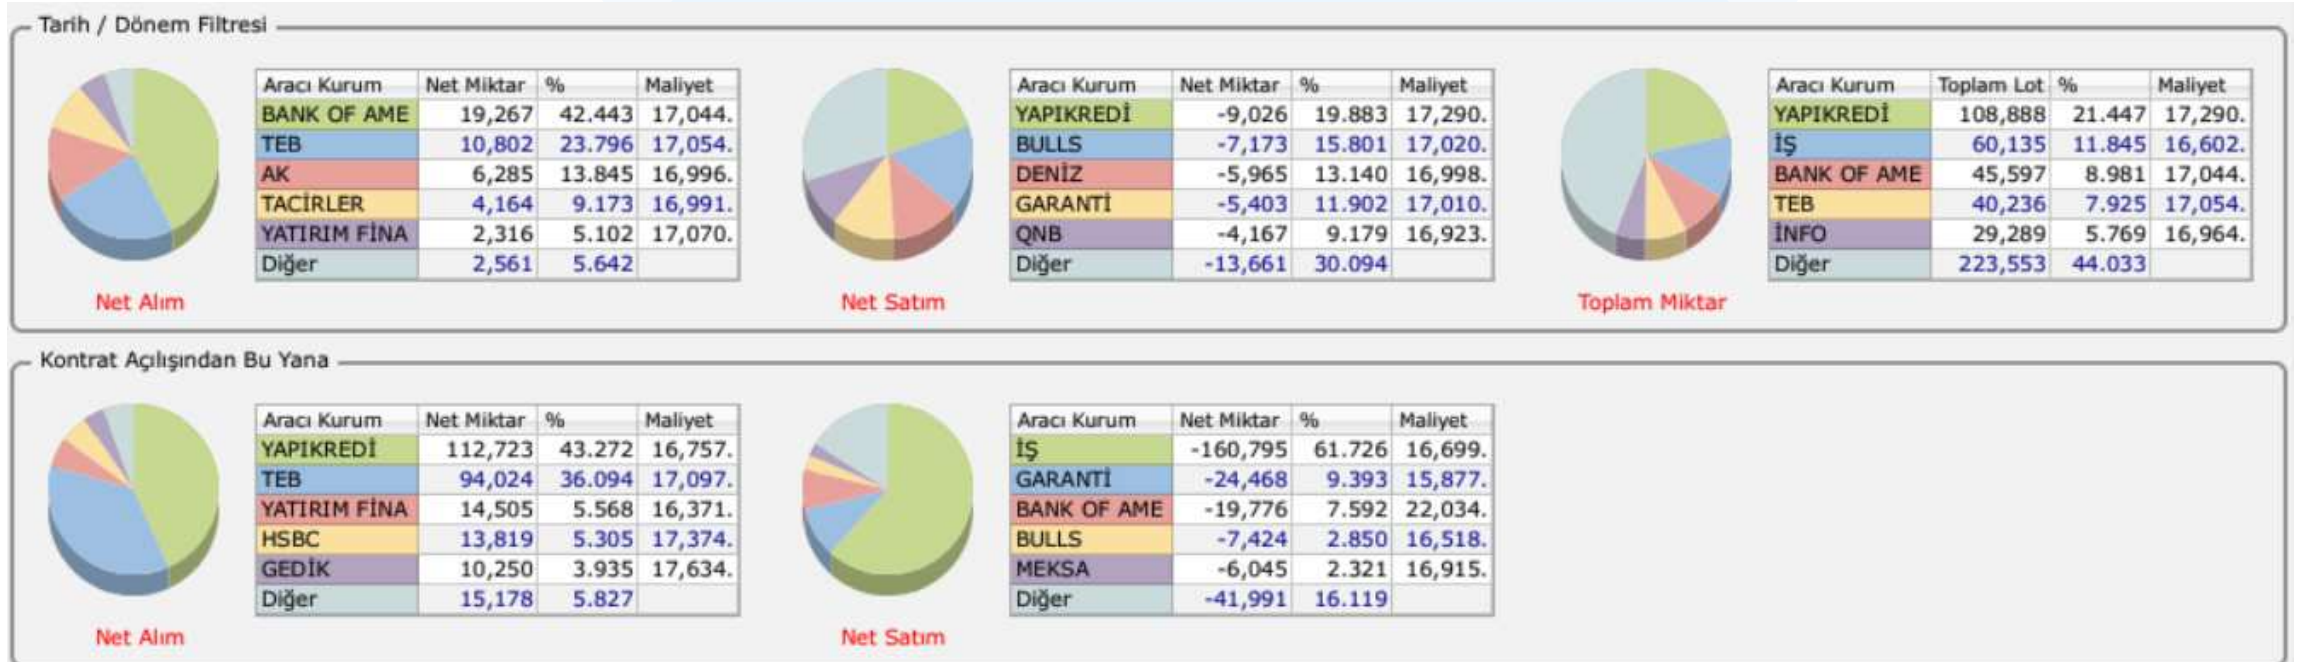 Tarih / Dönem Filtresi
Aracı Kurum Net Miktar % Maliyet
BANK OF AME 19,267 42.443 17,044.
TEB 10,802 23.796 17,054.
AK 6,285 13.845 16,996.
TACİRLER 4,164 9.173 16,991.
YATIRIM FİNA 2,316 5.102 17,070.
Diğer 2,561 5.642
Net Alım
Aracı Kurum Net Miktar % Maliyet
YAPIKREDİ -9,026 19.883 17,290.
BULLS -7,173 15.801 17,020.
DENİZ -5,965 13.140 16,998.
GARANTİ -5,403 11.902 17,010.
QNB -4,167 9.179 16,923.
Diğer -13,661 30.094
Net Satım
Aracı Kurum Toplam Lot % Maliyet
YAPIKREDİ 108,888 21.447 17,290.
İŞ 60,135 11.845 16,602.
BANK OF AME 45,597 8.981 17,044.
TEB 40,236 7.925 17,054.
İNFO 29,289 5.769 16,964.
Diğer 223,553 44.033
Toplam Miktar
Kontrat Açılışından Bu Yana
Aracı Kurum Net Miktar % Maliyet
YAPIKREDİ 112,723 43.272 16,757.
TEB 94,024 36.094 17,097.
YATIRIM FİNA 14,505 5.568 16,371.
HSBC 13,819 5.305 17,374.
GEDİK 10,250 3.935 17,634.
Diğer 15,178 5.827
Net Alım
Aracı Kurum Net Miktar % Maliyet
İŞ -160,795 61.726 16,699.
GARANTİ -24,468 9.393 15,877.
BANK OF AME -19,776 7.592 22,034.
BULLS -7,424 2.850 16,518.
MEKSA -6,045 2.321 16,915.
Diğer -41,991 16.119
Net Satım